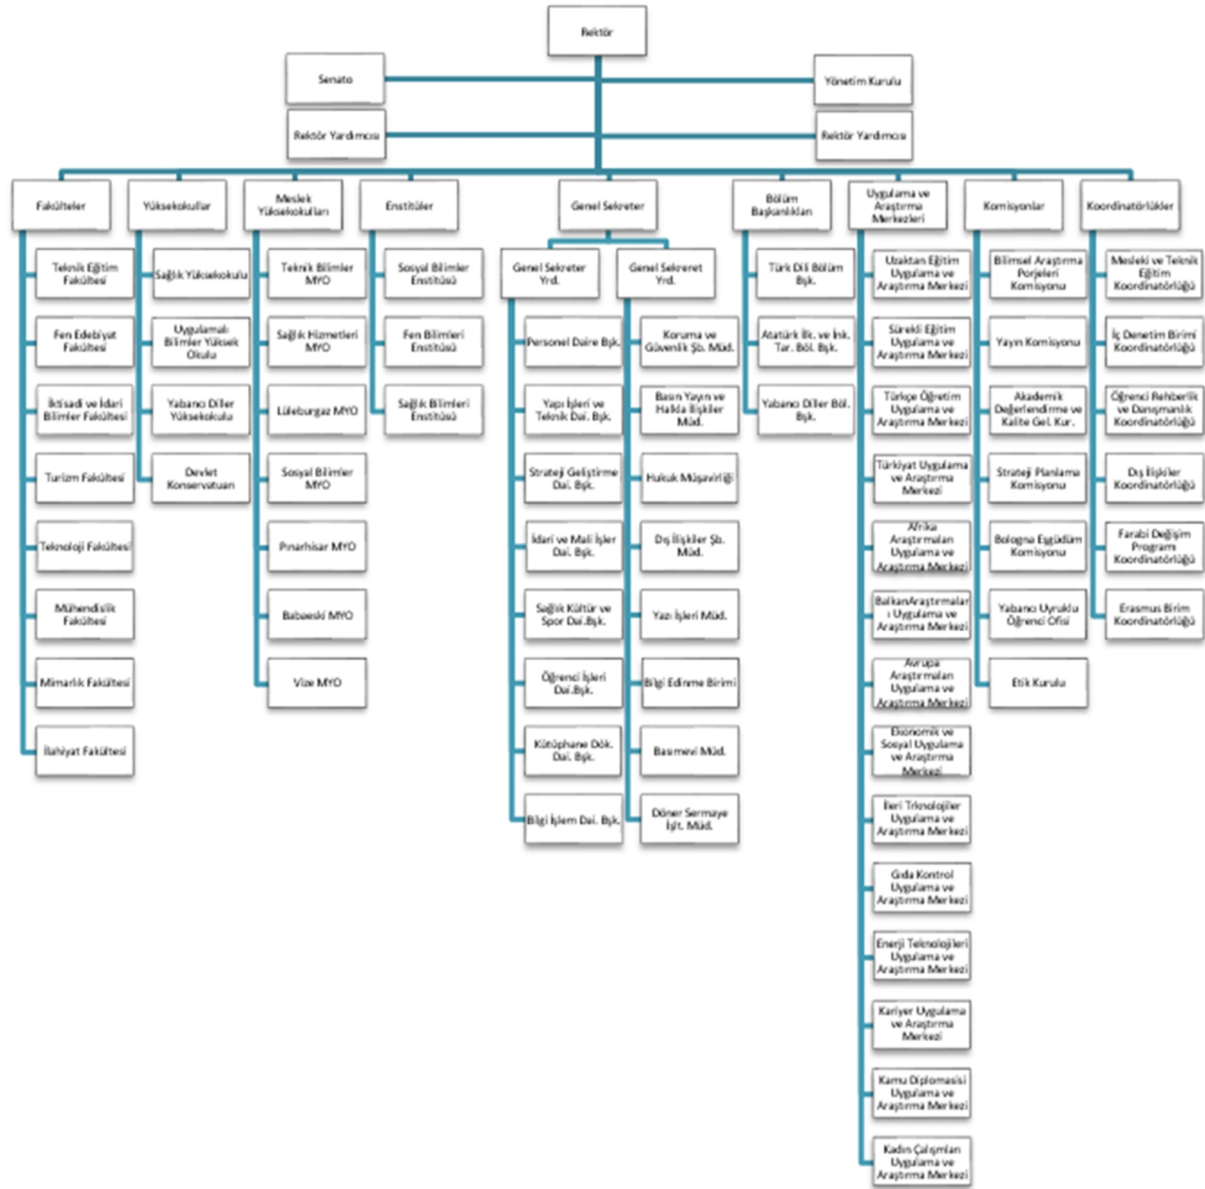 Rektör
Senato
Yönetim Kurulu
Rektör Yardımcısı
Rektör Yardımcısı
Fakülteler
Teknik Eğitim
Fakültesi
Fen Edebiyat
Fakültesi
İktisadi ve İdari
Bilimler Fakültesi
Turizm Fakültesi
Teknoloji Fakültesi
Mühendislik
Fakültesi
Mimarlık Fakültesi
İlahiyat Fakültesi
Yüksekokullar
Sağlık Yüksekokulu
Uygulamalı
Bilimler Yüksek
Okulu
Yabancı Diller
Yüksekokulu
Devlet
Konservatuarı
Meslek
Yüksekokulları
Teknik Bilimler
MYO
Sağlık Hizmetleri
MYO
Lüleburgaz MYO
Sosyal Bilimler
MYO
Pınarhisar MYO
Babaeski MYO
Vize MYO
Enstitüler
Sosyal Bilimler
Enstitüsü
Fen Bilimleri
Enstitüsü
Sağlık Bilimleri
Enstitüsü
Genel Sekreter
Genel Sekreter
Yrd.
Personel Daire Bşk.
Yapı İşleri ve
Teknik Dai. Bşk.
Strateji Geliştirme
Dai. Bşk.
İdari ve Mali İşler
Dai. Bşk.
Sağlık Kültür ve
Spor Dai.Bşk.
Öğrenci İşleri
Dai.Bşk.
Kütüphane Dök.
Dai. Bşk.
Bilgi İşlem Dai. Bşk.
Genel Sekreret
Yrd.
Koruma ve
Güvenlik Şb. Müd.
Basın Yayın ve
Halkla İlişkiler
Müd.
Hukuk Müşavirliği
Dış İlişkiler Şb.
Müd.
Yazı İşleri Müd.
Bilgi Edinme Birimi
Basımevi Müd.
Döner Sermaye
İşlt. Müd.
Bölüm
Başkanlıkları
Türk Dili Bölüm
Bşk.
Atatürk İlk. ve İnk.
Tar. Böl. Bşk.
Yabancı Diller Böl.
Bşk.
Uygulama ve
Araştırma
Merkezleri
Uzaktan Eğitim
Uygulama ve
Araştırma Merkezi
Sürekli Eğitim
Uygulama ve
Araştırma Merkezi
Türkçe Öğretim
Uygulama ve
Araştırma Merkezi
Türkiyat Uygulama
ve Araştırma
Merkezi
Afrika
Araştırmaları
Uygulama ve
Araştırma Merkezi
BalkanAraştırmalar
ı Uygulama ve
Araştırma Merkezi
Avrupa
Araştırmaları
Uygulama ve
Araştırma Merkezi
Ekonomik ve
Sosyal Uygulama
ve Araştırma
Merkezi
İleri Trknolojiler
Uygulama ve
Araştırma Merkezi
Gıda Kontrol
Uygulama ve
Araştırma Merkezi
Enerji Teknolojileri
Uygulama ve
Araştırma Merkezi
Kariyer Uygulama
ve Araştırma
Merkezi
Kamu Diplomasisi
Uygulama ve
Araştırma Merkezi
Kadın Çalışmları
Uygulama ve
Araştırma Merkezi
Komisyonlar
Bilimsel Araştırma
Porjeleri
Komisyonu
Yayın Komisyonu
Akademik
Değerlendirme ve
Kalite Gel. Kur.
Strateji Planlama
Komisyonu
Bologna Eşgüdüm
Komisyonu
Yabancı Uyruklu
Öğrenci Ofisi
Etik Kurulu
Koordinatörlükler
Mesleki ve Teknik
Eğitim
Koordinatörlüğü
İç Denetim Birimi
Koordinatörlüğü
Öğrenci Rehberlik
ve Danışmanlık
Koordinatörlüğü
Dış İlişkiler
Koordinatörlüğü
Farabi Değişim
Program
Koordinatörlüğü
Erasmus Birim
Koordinatörlüğü